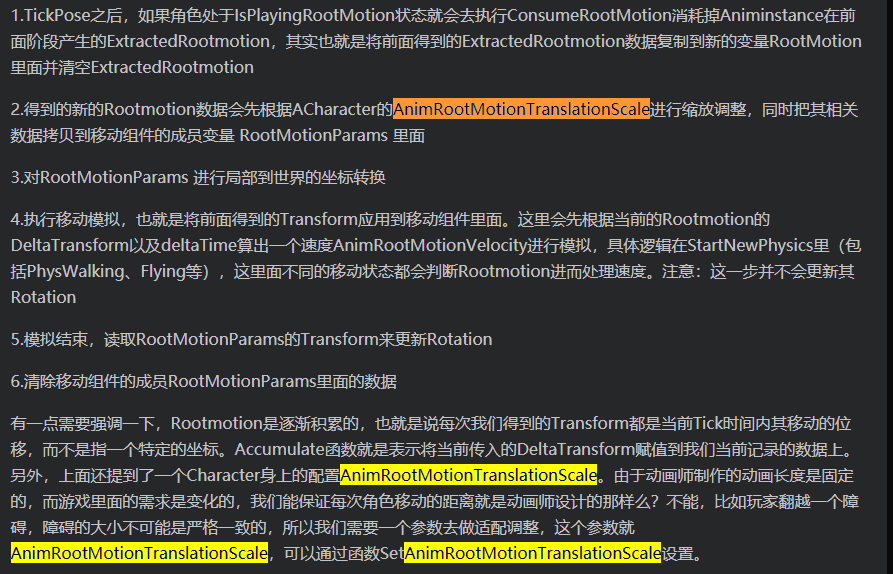 1.TickPose之后，如果角色处于IsPlayingRootMotion状态就会去执行ConsumeRootMotion消耗掉Animinstance在前
面阶段产生的ExtractedRootmotion，其实也就是将前面得到的ExtractedRootmotion数据复制到新的变量RootMotion
里面并清空ExtractedRootmotion
2.得到的新的Rootmotion数据会先根据ACharacter的AnimRootMotionTranslationScale进行缩放调整，同时把其相关
数据拷贝到移动组件的成员变量 RootMotionParams 里面
3.对RootMotionParams 进行局部到世界的坐标转换
4.执行移动模拟，也就是将前面得到的Transform应用到移动组件里面。这里会先根据当前的Rootmotion的
DeltaTransform以及deltaTime算出一个速度AnimRootMotionVelocity进行模拟，具体逻辑在StartNewPhysics里（包
括PhysWalking、Flying等），这里面不同的移动状态都会判断Rootmotion进而处理速度。注意：这一步并不会更新其
Rotation
5.模拟结束，读取RootMotionParams的Transform来更新Rotation
6.清除移动组件的成员RootMotionParams里面的数据
有一点需要强调一下，Rootmotion是逐渐积累的，也就是说每次我们得到的Transform都是当前Tick时间内其移动的位
移，而不是指一个特定的坐标。Accumulate函数就是表示将当前传入的DeltaTransform赋值到我们当前记录的数据上。
另外，上面还提到了一个Character身上的配置AnimRootMotionTranslationScale。由于动画师制作的动画长度是固定
的，而游戏里面的需求是变化的，我们能保证每次角色移动的距离就是动画师设计的那样么？不能，比如玩家翻越一个障
碍，障碍的大小不可能是严格一致的，所以我们需要一个参数去做适配调整，这个参数就
AnimRootMotionTranslationScale，可以通过函数SetAnimRootMotionTranslationScale设置。